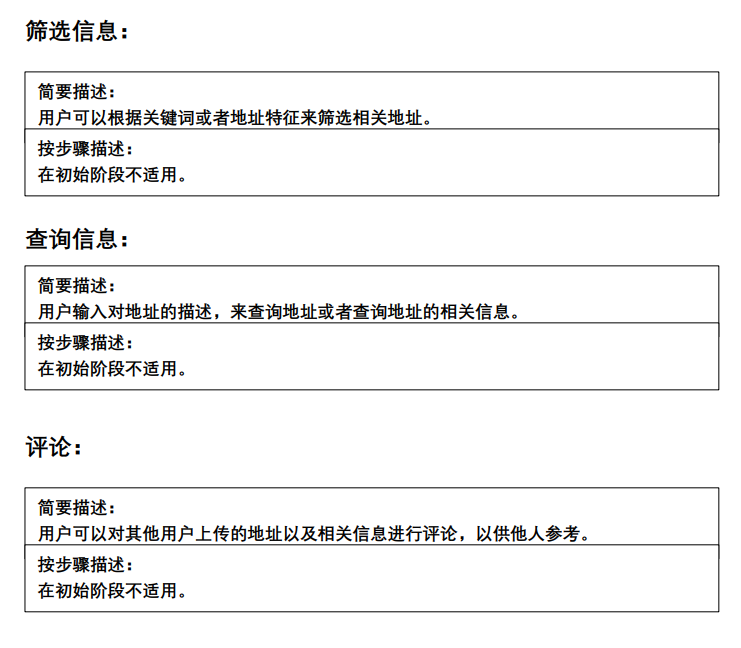 筛选信息：
简要描述：
用户可以根据关键词或者地址特征来筛选相关地址。
按步骤描述：
在初始阶段不适用。
查询信息：
简要描述：
用户输入对地址的描述，来查询地址或者查询地址的相关信息。
按步骤描述：
在初始阶段不适用。
评论：
简要描述：
用户可以对其他用户上传的地址以及相关信息进行评论，以供他人参考。
按步骤描述：
在初始阶段不适用。